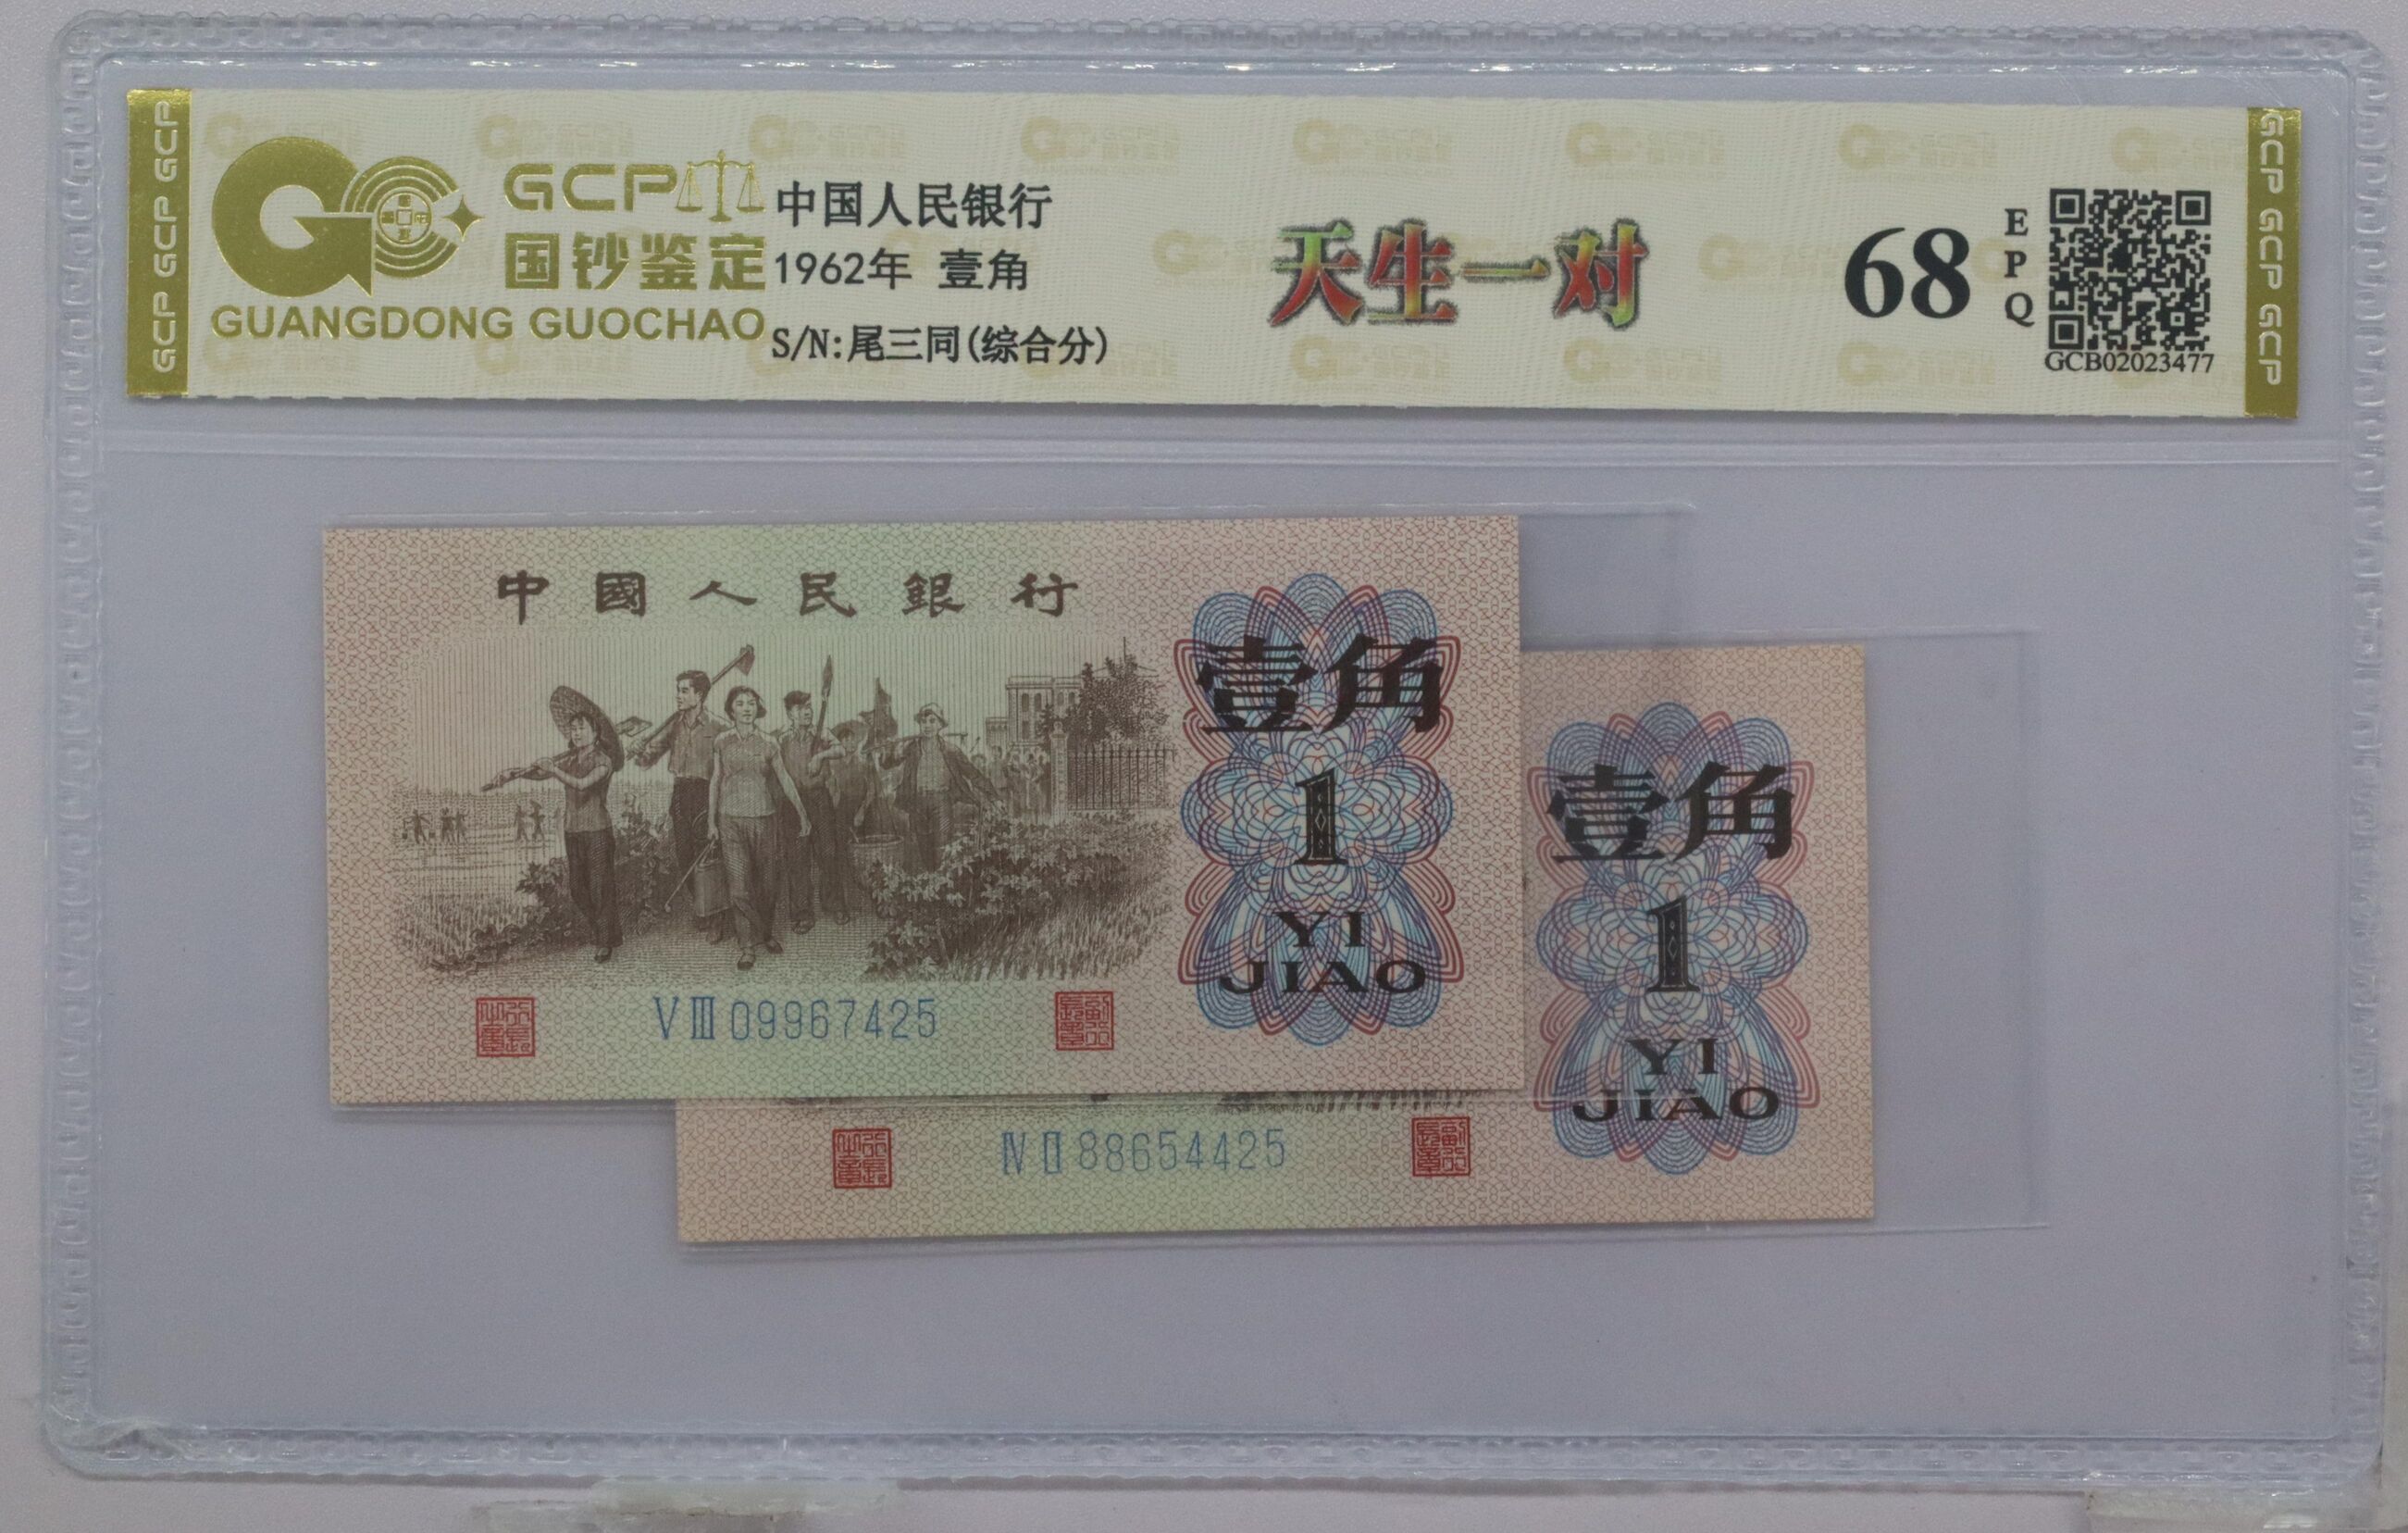 GCP GCP GCP
GCP
国钞鉴定
GUANGDONG GUOCHAO
中国人民银行
1962年 壹角
S/N:尾三同(综合分)
天生一对
68
EPQ
GCB02023477
GCP GCP GCP
中國人民銀行
壹角
1
YI
JIAO
VIII 09967425
壹角
1
YI
JIAO
IV II 88654425